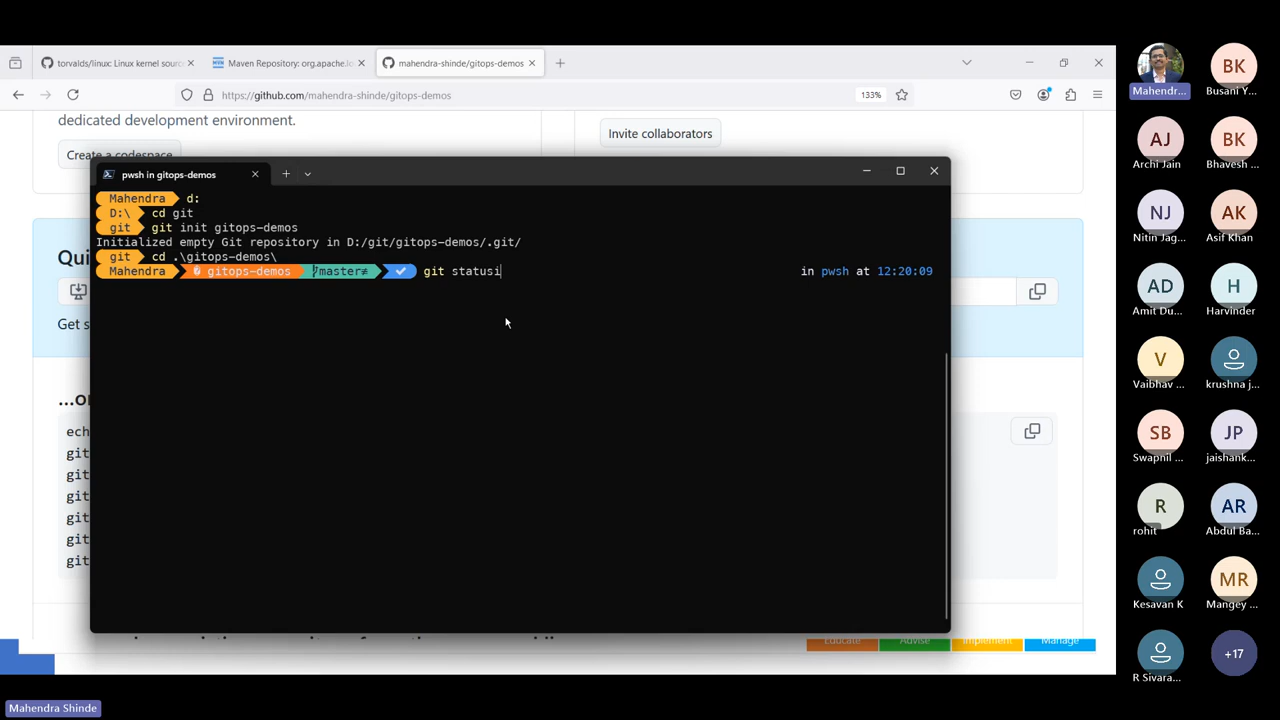 torvalds/linux: Linux kernel sourc
Maven Repository: org.apache.lo
mahendra-shinde/gitops-demos
https://github.com/mahendra-shinde/gitops-demos
133%
dedicated development environment.
Create a codespace
Invite collaborators
pwsh in gitops-demos
Mahendra d:
D:\ cd git
git git init gitops-demos
Initialized empty Git repository in D:/git/gitops-demos/.git/
git cd .\gitops-demos\
Mahendra gitops-demos master≢ ✓ git statusi in pwsh at 12:20:09
Qui
Get s
...o
ech
git
git
git
git
git
git
Educate Advise Implement Manage
Mahendr...
BK
Busani Y...
AJ
Archi Jain
BK
Bhavesh ...
NJ
Nitin Jag...
AK
Asif Khan
AD
Amit Du...
H
Harvinder
V
Vaibhav ...
krushna j...
SB
Swapnil ...
JP
jaishank...
R
rohit
AR
Abdul Ba...
Kesavan K
MR
Mangey ...
R Sivara...
+17
Mahendra Shinde